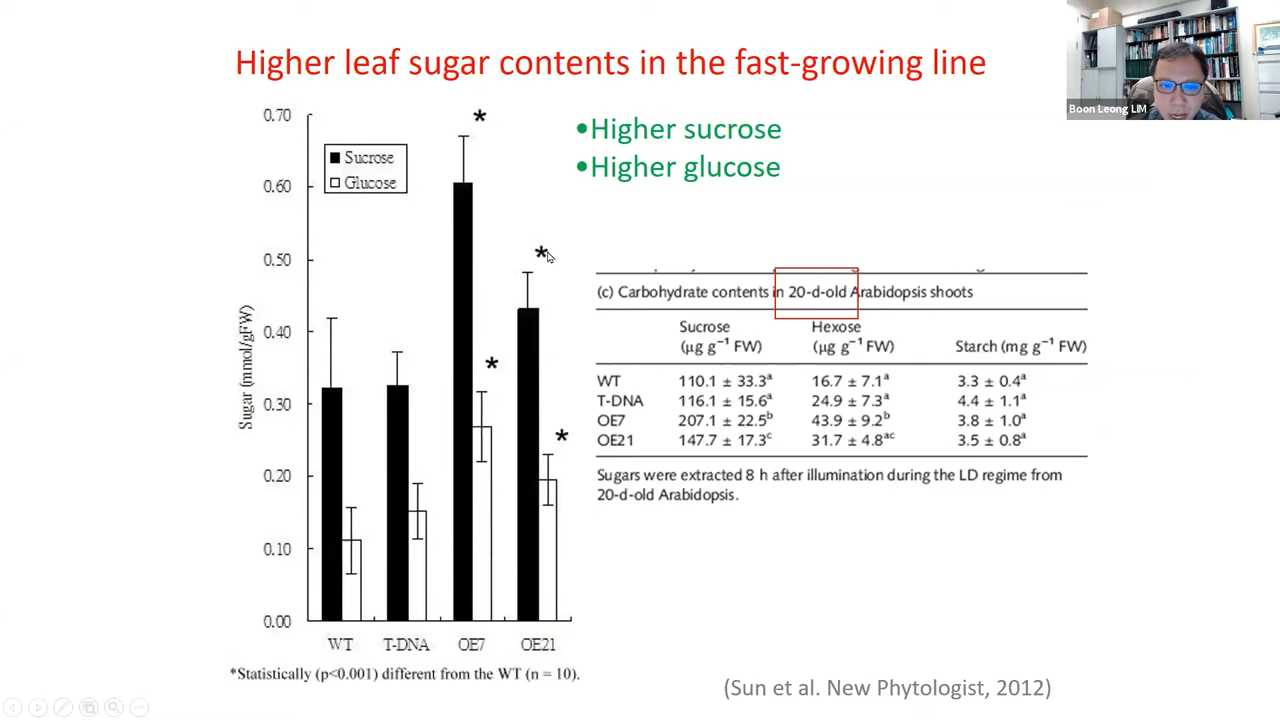 Higher leaf sugar contents in the fast-growing line
Boon Leong LIM
•Higher sucrose
•Higher glucose
0.70
0.60
0.50
0.40
0.30
0.20
0.10
0.00
Sugar (mmol/gFW)
Sucrose
Glucose
*
*
*
*
WT T-DNA OE7 OE21
*Statistically (p<0.001) different from the WT (n = 10).
(c) Carbohydrate contents in 20-d-old Arabidopsis shoots
Sucrose Hexose
(µg g⁻¹ FW) (µg g⁻¹ FW) Starch (mg g⁻¹ FW)
WT 110.1 ± 33.3ᵃ 16.7 ± 7.1ᵃ 3.3 ± 0.4ᵃ
T-DNA 116.1 ± 15.6ᵃ 24.9 ± 7.3ᵃ 4.4 ± 1.1ᵃ
OE7 207.1 ± 22.5ᵇ 43.9 ± 9.2ᵇ 3.8 ± 1.0ᵃ
OE21 147.7 ± 17.3ᶜ 31.7 ± 4.8ᵃᶜ 3.5 ± 0.8ᵃ
Sugars were extracted 8 h after illumination during the LD regime from
20-d-old Arabidopsis.
(Sun et al. New Phytologist, 2012)